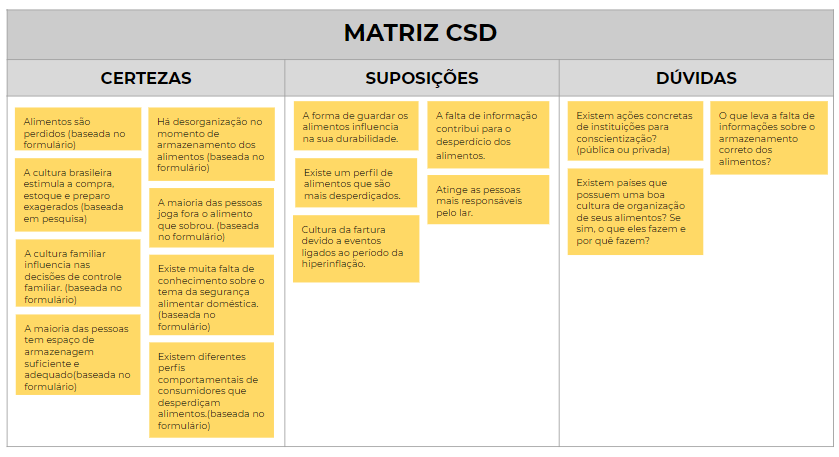 MATRIZ CSD
CERTEZAS
SUPOSIÇÕES
DÚVIDAS
Alimentos são
perdidos (baseada no
formulário)
A cultura brasileira
estimula a compra,
estoque e preparo
exagerados (baseada
em pesquisa)
A cultura familiar
influencia nas
decisões de controle
familiar. (baseada no
formulário)
A maioria das pessoas
tem espaço de
armazenagem
suficiente e
adequado(baseada no
formulário)
Há desorganização no
momento de
armazenamento dos
alimentos (baseada no
formulário)
A maioria das pessoas
joga fora o alimento
que sobrou. (baseada
no formulário)
Existe muita falta de
conhecimento sobre o
tema da segurança
alimentar doméstica.
(baseada no
formulário)
Existem diferentes
perfis
comportamentais de
consumidores que
desperdiçam
alimentos.(baseada no
formulário)
A forma de guardar os
alimentos influencia
na sua durabilidade.
Existe um perfil de
alimentos que são
mais desperdiçados.
Cultura da fartura
devido a eventos
ligados ao período da
hiperinflação.
A falta de informação
contribui para o
desperdício dos
alimentos.
Atinge as pessoas
mais responsáveis
pelo lar.
Existem ações concretas
de instituições para
conscientização?
(pública ou privada)
Existem países que
possuem uma boa
cultura de organização
de seus alimentos? Se
sim, o que eles fazem e
por quê fazem?
O que leva a falta de
informações sobre o
armazenamento
correto dos
alimentos?